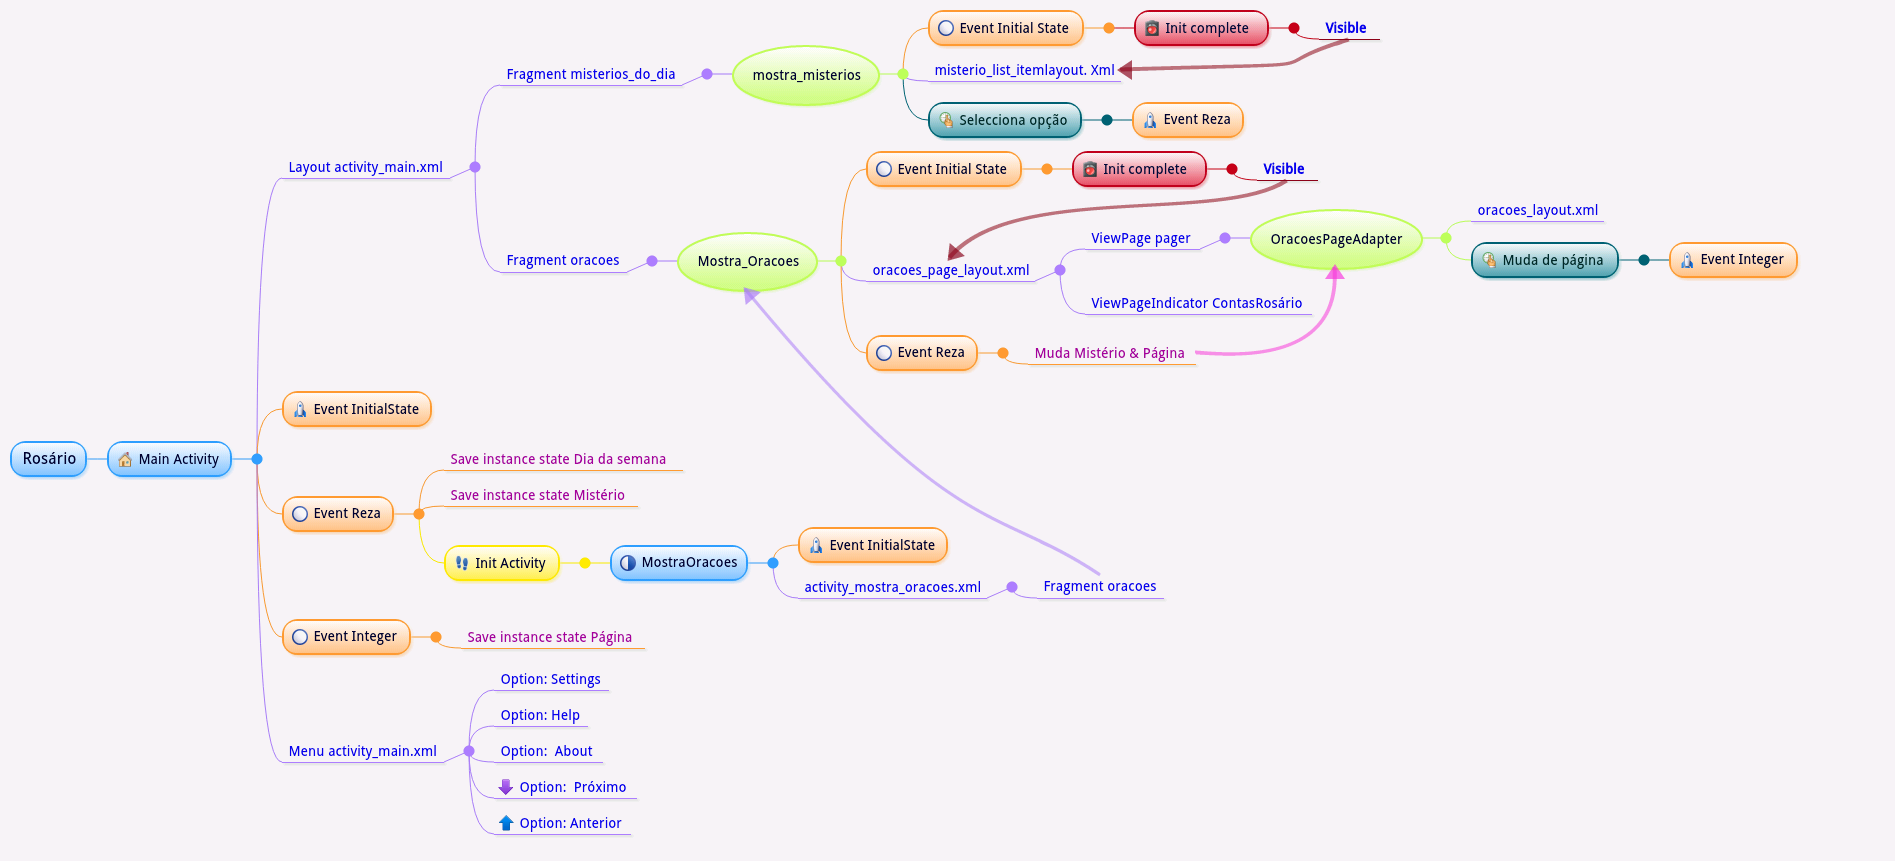 Rosário
Main Activity
Layout activity_main.xml
Fragment misterios_do_dia
mostra_misterios
Event Initial State
Init complete
Visible
misterio_list_itemlayout. Xml
Selecciona opção
Event Reza
Fragment oracoes
Mostra_Oracoes
Event Initial State
Init complete
Visible
oracoes_page_layout.xml
ViewPage pager
OracoesPageAdapter
oracoes_layout.xml
Muda de página
Event Integer
ViewPageIndicator ContasRosário
Event Reza
Muda Mistério & Página
Event InitialState
Event Reza
Save instance state Dia da semana
Save instance state Mistério
Init Activity
MostraOracoes
Event InitialState
activity_mostra_oracoes.xml
Fragment oracoes
Event Integer
Save instance state Página
Menu activity_main.xml
Option: Settings
Option: Help
Option:  About
Option:  Próximo
Option: Anterior